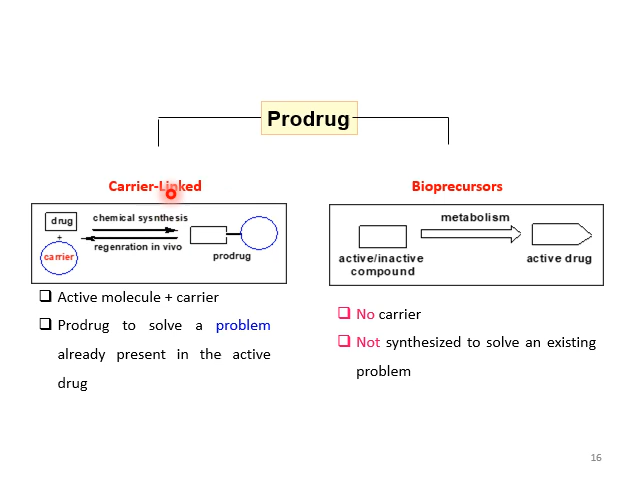 Prodrug
Carrier-Linked
drug
+
carrier
chemical sysnthesis
regenration in vivo
prodrug
❑ Active molecule + carrier
❑ Prodrug to solve a problem
already present in the active
drug
Bioprecursors
metabolism
active/inactive
compound
active drug
❑ No carrier
❑ Not synthesized to solve an existing
problem
16